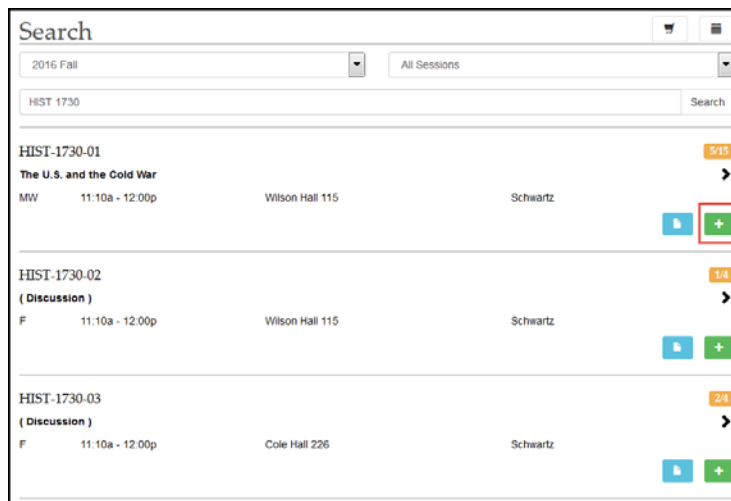 Search
2016 Fall
All Sessions
HIST 1730
Search
HIST-1730-01
5/15
The U.S. and the Cold War
MW 11:10a - 12:00p Wilson Hall 115 Schwartz
HIST-1730-02
1/4
( Discussion )
F 11:10a - 12:00p Wilson Hall 115 Schwartz
HIST-1730-03
2/4
( Discussion )
F 11:10a - 12:00p Cole Hall 226 Schwartz